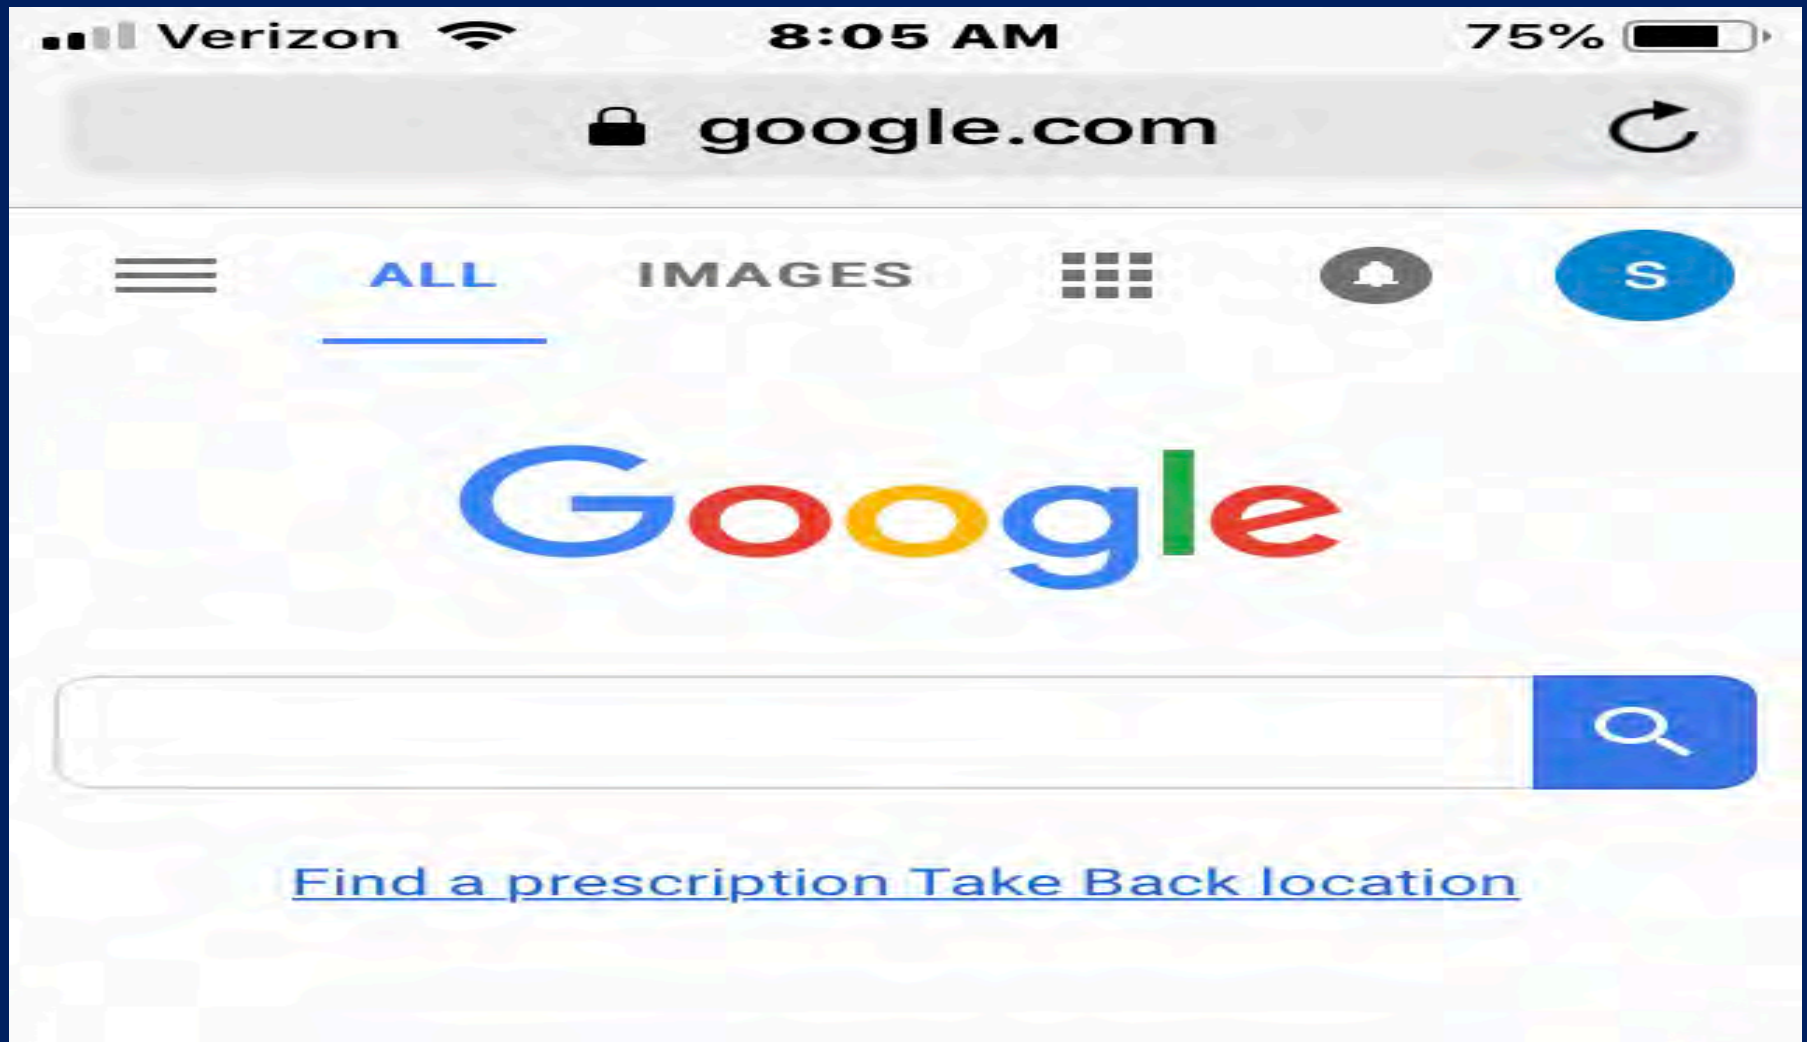 Verizon 8:05 AM 75%
google.com
ALL IMAGES S
Google
Find a prescription Take Back location